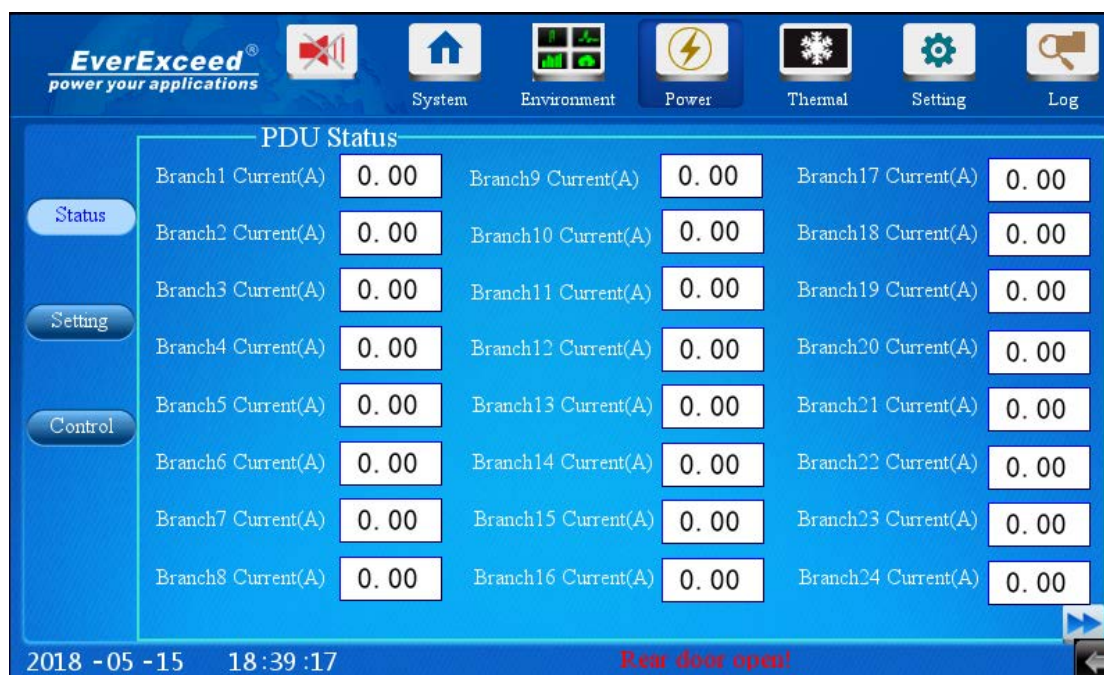 EverExceed®
power your applications
System Environment Power Thermal Setting Log
PDU Status
Branch1 Current(A) 0.00 Branch9 Current(A) 0.00 Branch17 Current(A) 0.00
Status
Branch2 Current(A) 0.00 Branch10 Current(A) 0.00 Branch18 Current(A) 0.00
Branch3 Current(A) 0.00 Branch11 Current(A) 0.00 Branch19 Current(A) 0.00
Setting
Branch4 Current(A) 0.00 Branch12 Current(A) 0.00 Branch20 Current(A) 0.00
Branch5 Current(A) 0.00 Branch13 Current(A) 0.00 Branch21 Current(A) 0.00
Control
Branch6 Current(A) 0.00 Branch14 Current(A) 0.00 Branch22 Current(A) 0.00
Branch7 Current(A) 0.00 Branch15 Current(A) 0.00 Branch23 Current(A) 0.00
Branch8 Current(A) 0.00 Branch16 Current(A) 0.00 Branch24 Current(A) 0.00
2018 -05 -15 18:39 :17 Rear door open!